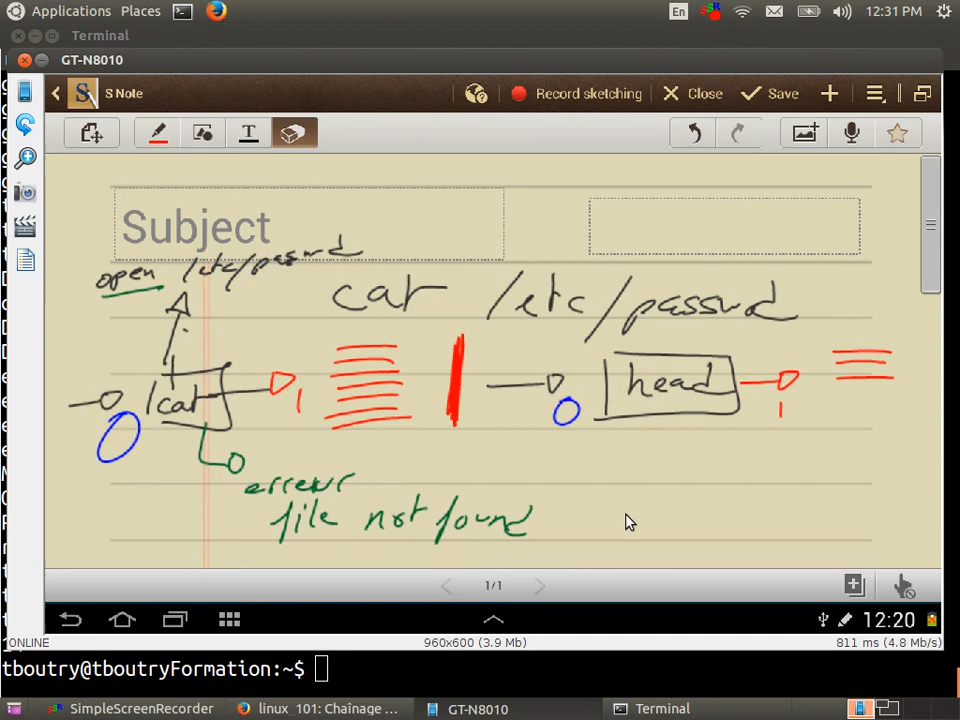 Applications Places En 12:31 PM
Terminal
GT-N8010
S Note Record sketching Close Save
T
Subject
open /etc/passwd
cat /etc/passwd
0 cat 1 0 head 1
erreur
file not found
1/1
12:20
ONLINE 960x600 (3.9 Mb) 811 ms (4.8 Mb/s)
tboutry@tboutryFormation:~$
SimpleScreenRecorder linux_101: Chaînage ... GT-N8010 Terminal